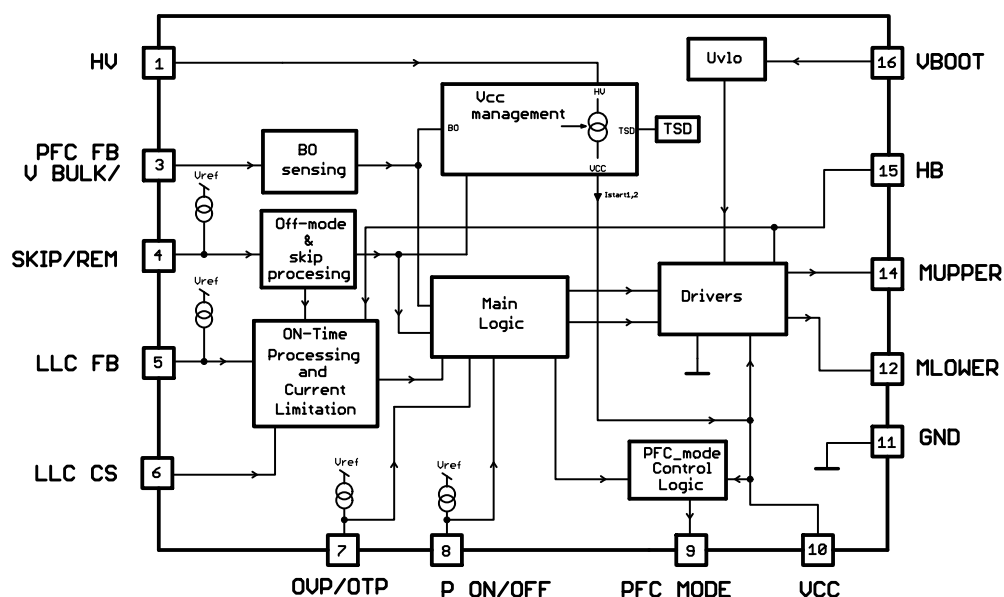 HV
1
Vcc
management
HV
BO
TSD
VCC
TSD
Uvlo
16
VBOOT
PFC FB
V BULK/
3
BO
sensing
Vref
Istart1,2
15
HB
SKIP/REM
4
Off-mode
&
skip
procesing
Vref
Main
Logic
Drivers
14
MUPPER
LLC FB
5
ON-Time
Processing
and
Current
Limitation
12
MLOWER
11
GND
LLC CS
6
Vref
Vref
PFC_mode
Control
Logic
7
8
9
10
OVP/OTP
P ON/OFF
PFC MODE
VCC